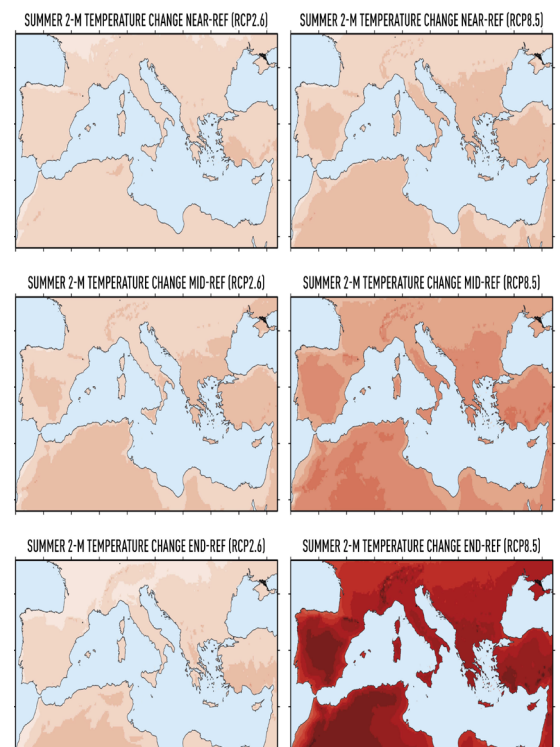 SUMMER 2-M TEMPERATURE CHANGE NEAR-REF (RCP2.6)
SUMMER 2-M TEMPERATURE CHANGE NEAR-REF (RCP8.5)
SUMMER 2-M TEMPERATURE CHANGE MID-REF (RCP2.6)
SUMMER 2-M TEMPERATURE CHANGE MID-REF (RCP8.5)
SUMMER 2-M TEMPERATURE CHANGE END-REF (RCP2.6)
SUMMER 2-M TEMPERATURE CHANGE END-REF (RCP8.5)